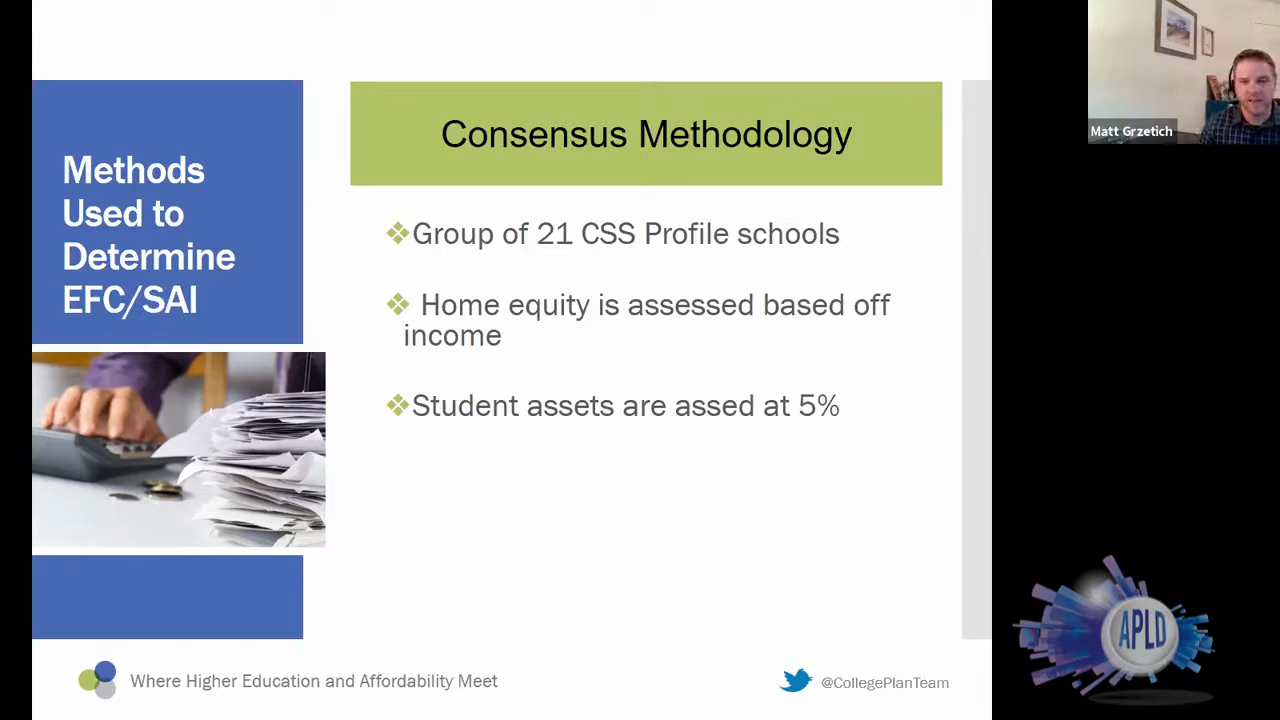 Methods
Used to
Determine
EFC/SAI
Consensus Methodology
Group of 21 CSS Profile schools
Home equity is assessed based off
income
Student assets are assed at 5%
Where Higher Education and Affordability Meet
@CollegePlanTeam
Matt Grzetich
APLD